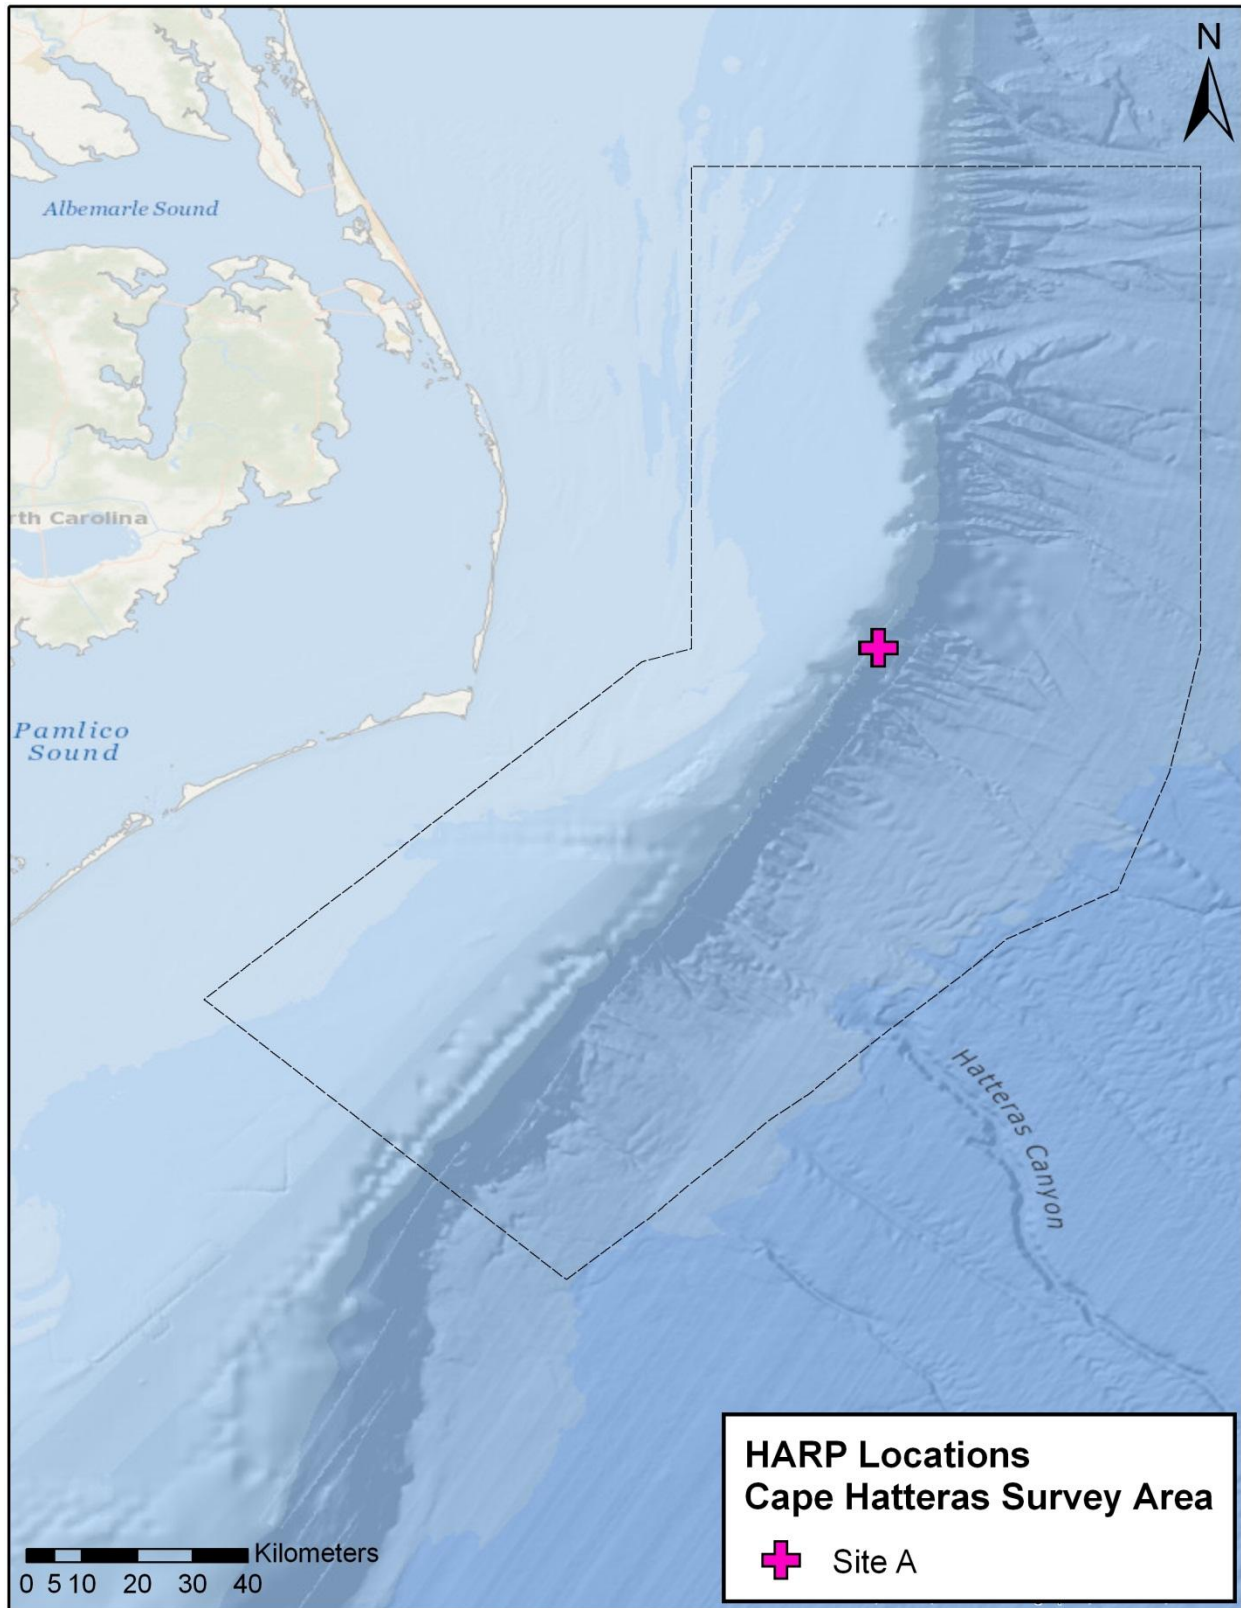 N
Albemarle Sound
rth Carolina
Pamlico
Sound
Hatteras Canyon
HARP Locations
Cape Hatteras Survey Area
Site A
Kilometers
0 5 10 20 30 40